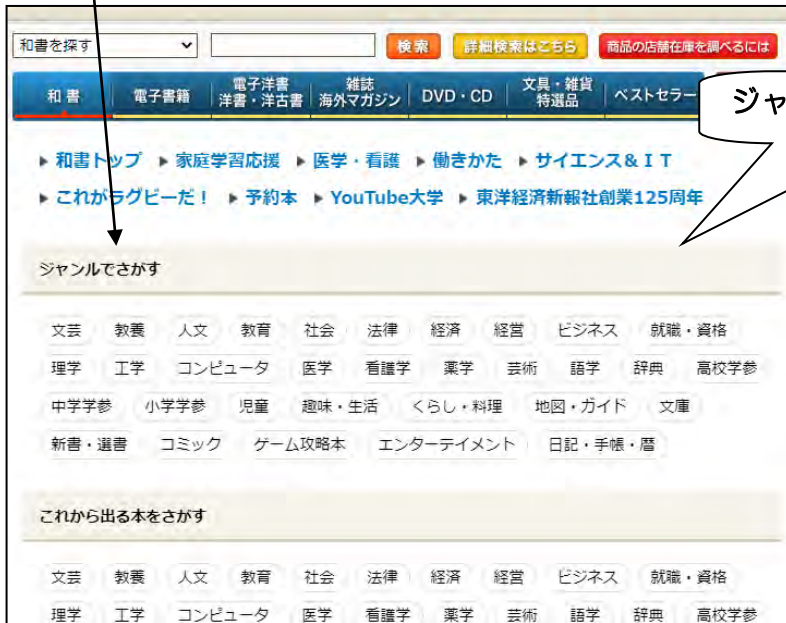 和書を探す 検索 詳細検索はこちら 商品の店舗在庫を調べるには
和書 電子書籍 電子洋書 洋書・洋古書 雑誌 海外マガジン DVD・CD 文具・雑貨 特選品 ベストセラー
ジャ
▶ 和書トップ ▶ 家庭学習応援 ▶ 医学・看護 ▶ 働きかた ▶ サイエンス&IT
▶ これがラグビーだ! ▶ 予約本 ▶ YouTube大学 ▶ 東洋経済新報社創業125周年
ジャンルでさがす
文芸 教養 人文 教育 社会 法律 経済 経営 ビジネス 就職・資格
理学 工学 コンピュータ 医学 看護学 薬学 芸術 語学 辞典 高校学参
中学学参 小学学参 児童 趣味・生活 くらし・料理 地図・ガイド 文庫
新書・選書 コミック ゲーム攻略本 エンターテイメント 日記・手帳・暦
これから出る本をさがす
文芸 教養 人文 教育 社会 法律 経済 経営 ビジネス 就職・資格
理学 工学 コンピュータ 医学 看護学 薬学 芸術 語学 辞典 高校学参